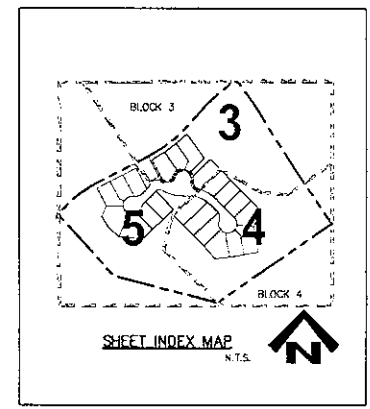 BLOCK 3
3
5
4
BLOCK 4
SHEET INDEX MAP
N.T.S.
N